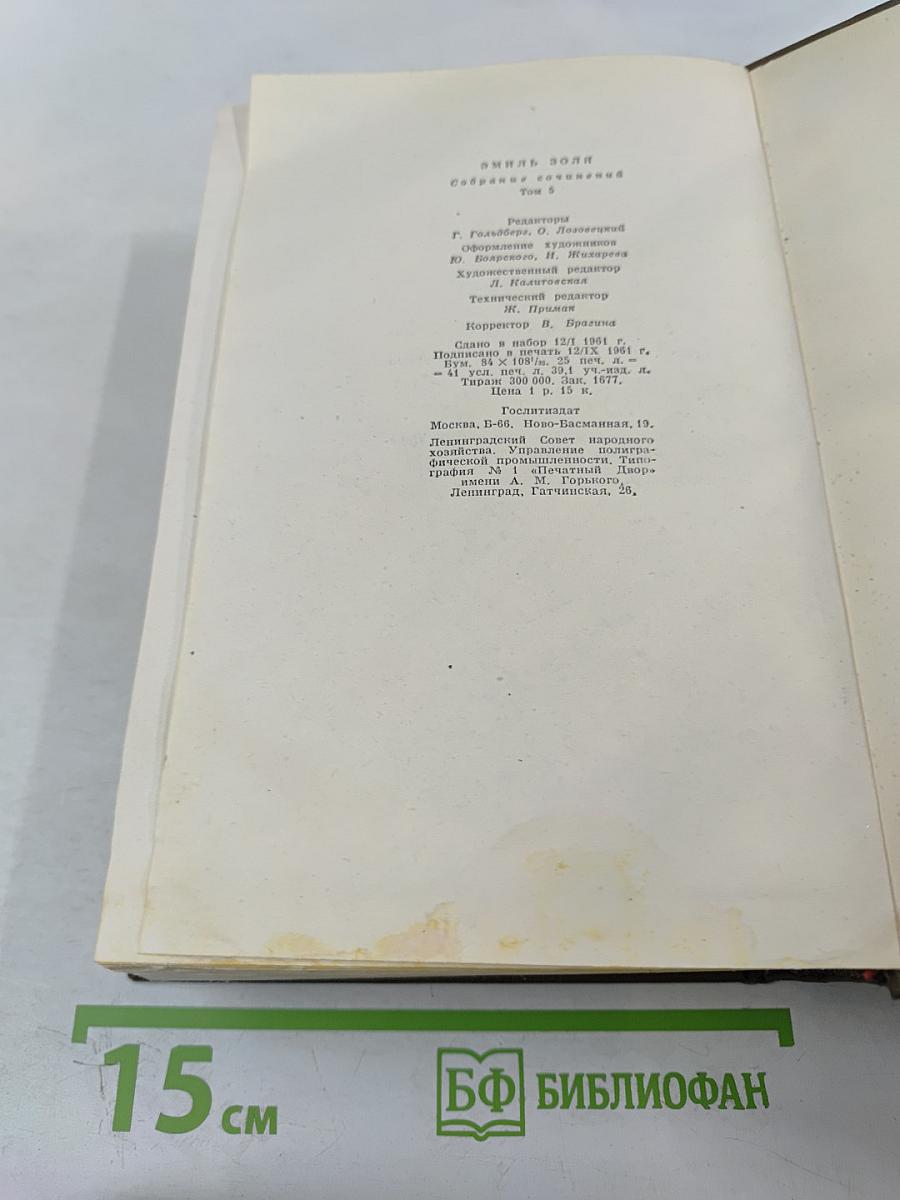 ЭМИЛЬ ЗОЛЯ
Собрание сочинений
Том 5
Редакторы
Г. Гольдберг, О. Лозовецкий
Оформление художников
Ю. Боярского, И. Жихарева
Художественный редактор
Л. Калитовская
Технический редактор
Ж. Примак
Корректор В. Брагина
Сдано в набор 12/I 1961 г.
Подписано в печать 12/IX 1961 г.
Бум. 84 × 108¹/₃₂. 25 печ. л. =
= 41 усл. печ. л. 39,1 уч.-изд. л.
Тираж 300 000. Зак. 1677.
Цена 1 р. 15 к.
Гослитиздат
Москва, Б-66, Ново-Басманная, 19.
Ленинградский Совет народного
хозяйства. Управление полигра-
фической промышленности. Типо-
графия № 1 «Печатный Двор»
имени А. М. Горького,
Ленинград, Гатчинская, 26.
15 см
БФ БИБЛИОФАН